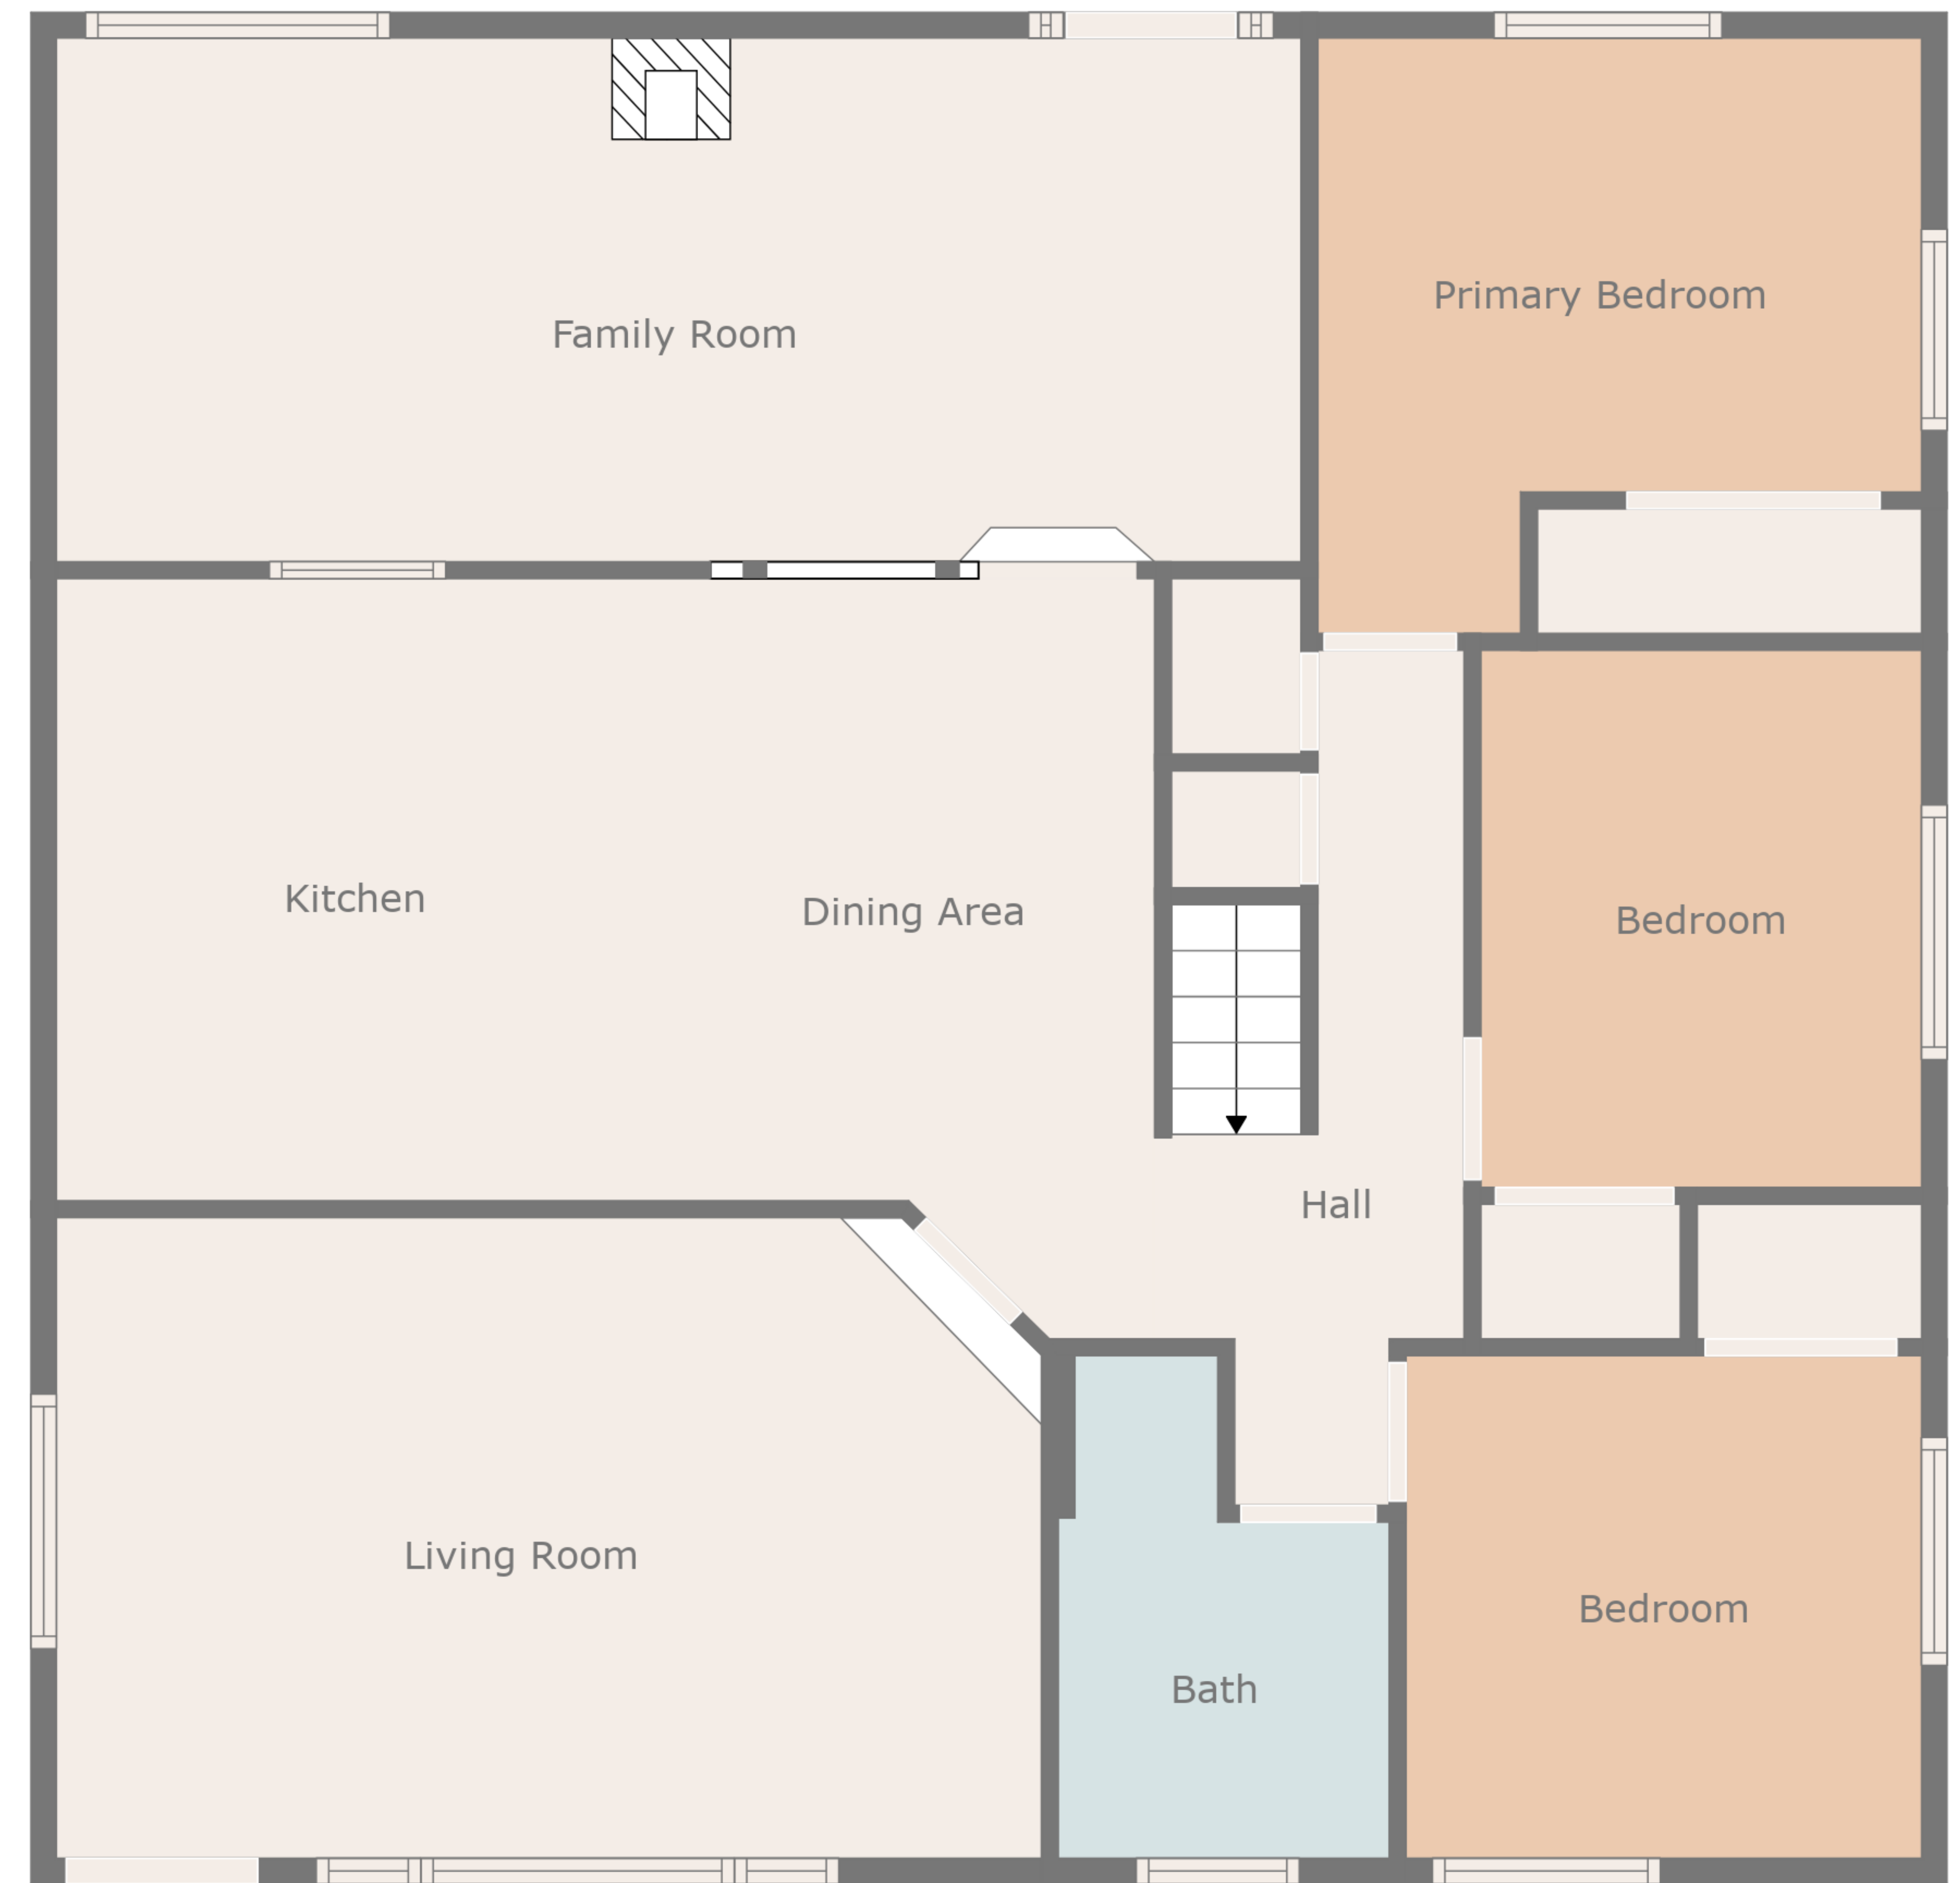 Primary Bedroom
Family Room
Kitchen
Dining Area
Bedroom
Hall
Living Room
Bedroom
Bath